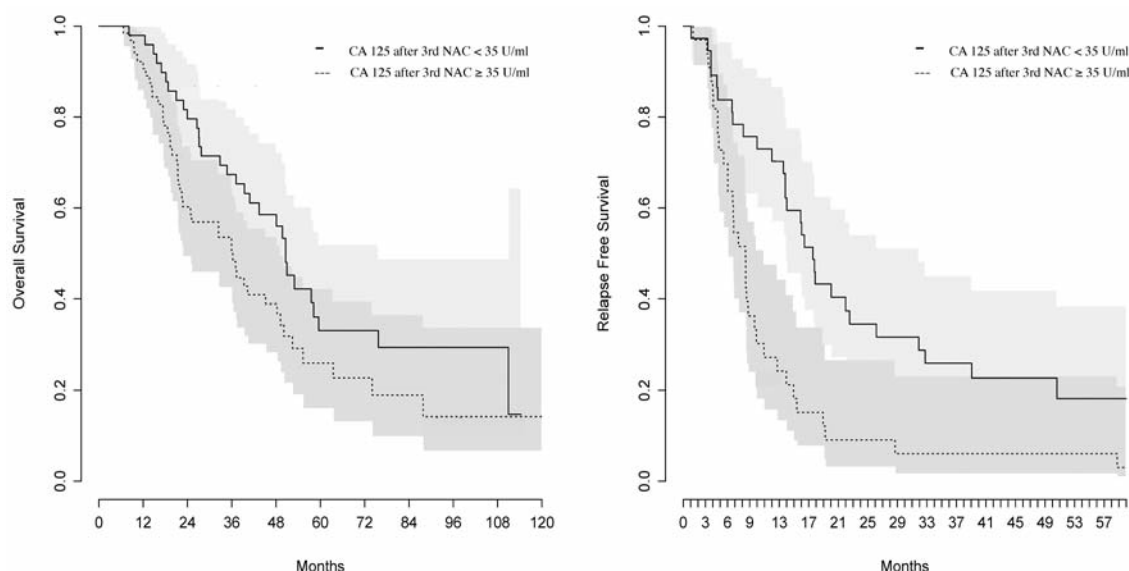 CA 125 after 3rd NAC < 35 U/ml
CA 125 after 3rd NAC ≥ 35 U/ml
Overall Survival
1.0
0.8
0.6
0.4
0.2
0.0
0 12 24 36 48 60 72 84 96 108 120
Months
CA 125 after 3rd NAC < 35 U/ml
CA 125 after 3rd NAC ≥ 35 U/ml
Relapse Free Survival
1.0
0.8
0.6
0.4
0.2
0.0
0 3 6 9 13 17 21 25 29 33 37 41 45 49 53 57
Months